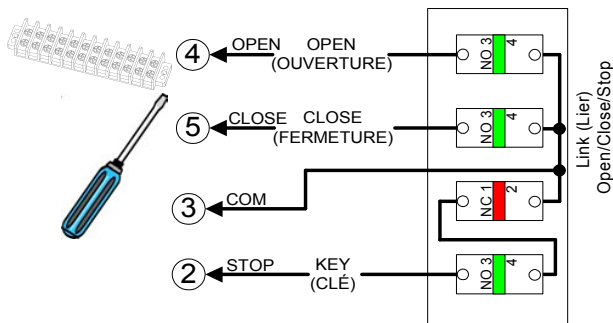 4 OPEN OPEN
(OUVERTURE)
NO 3 4
5 CLOSE CLOSE
(FERMETURE)
NO 3 4
Link (Lier)
Open/Close/Stop
3 COM
NC 1 2
2 STOP KEY
(CLÉ)
NO 3 4